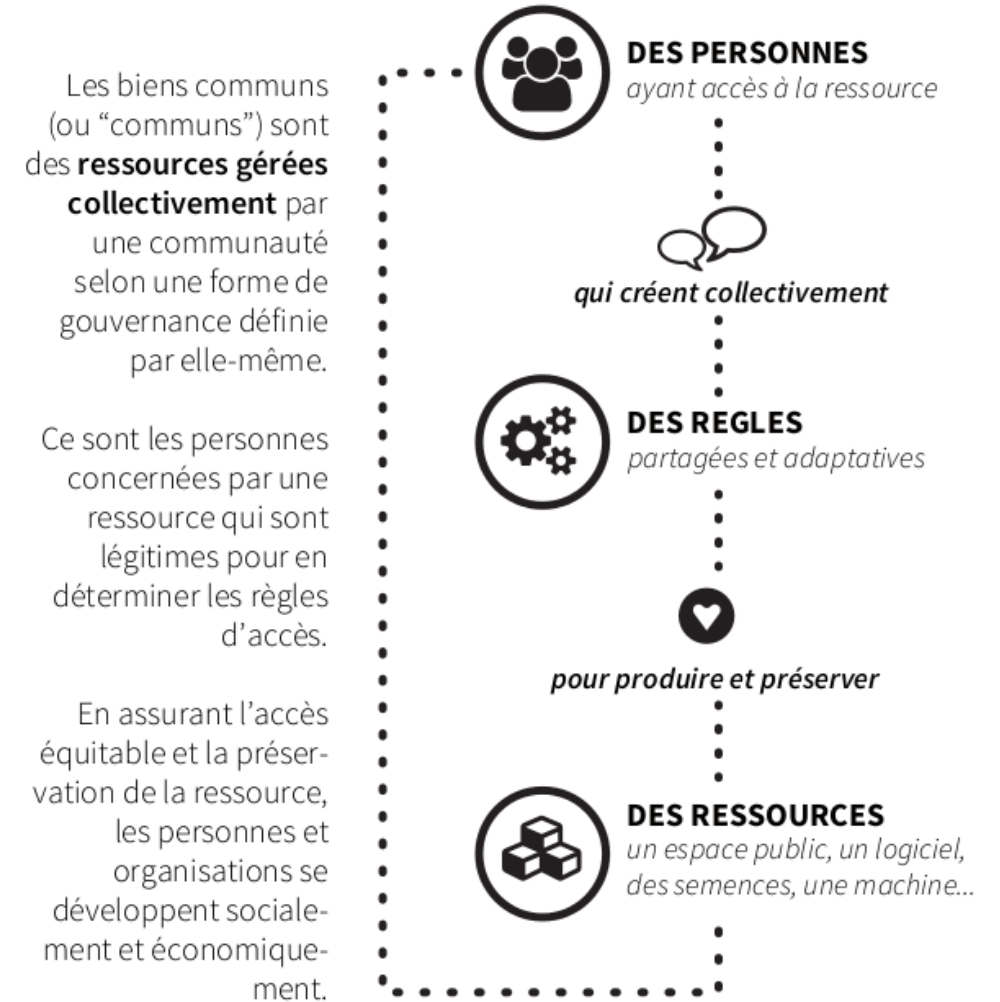 Les biens communs
(ou “communs”) sont
des ressources gérées
collectivement par
une communauté
selon une forme de
gouvernance définie
par elle-même.
Ce sont les personnes
concernées par une
ressource qui sont
légitimes pour en
déterminer les règles
d’accès.
En assurant l’accès
équitable et la préser-
vation de la ressource,
les personnes et
organisations se
développent sociale-
ment et économique-
ment.
DES PERSONNES
ayant accès à la ressource
qui créent collectivement
DES REGLES
partagées et adaptatives
pour produire et préserver
DES RESSOURCES
un espace public, un logiciel,
des semences, une machine...